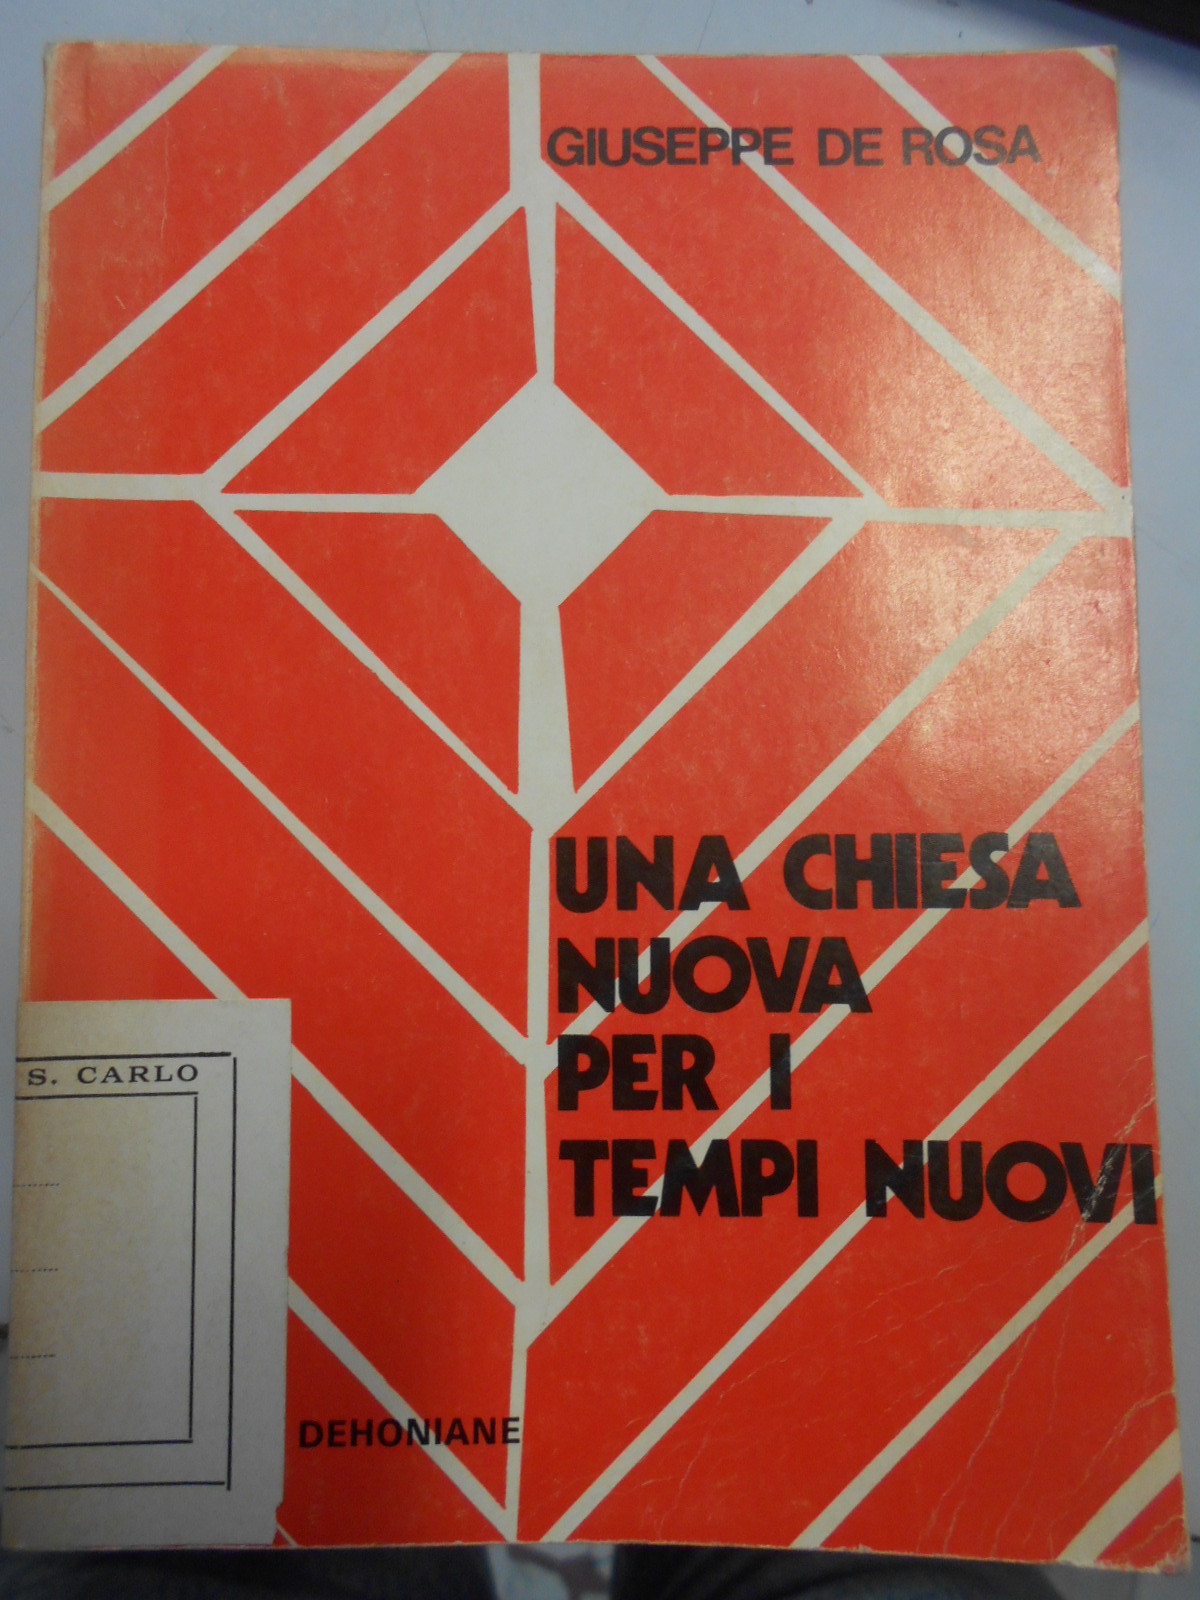 GIUSEPPE DE ROSA
UNA CHIESA
NUOVA
PER I
TEMPI NUOVI
S. CARLO
DEHONIANE